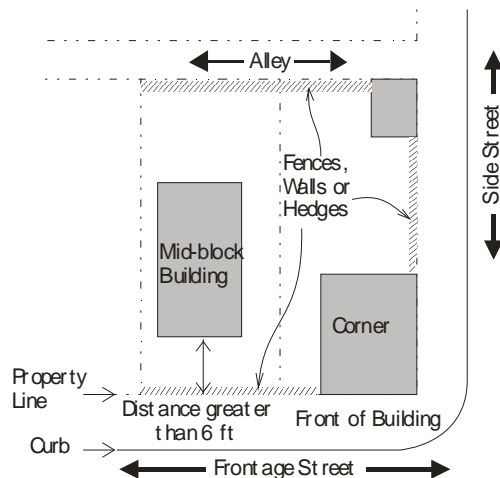 Alley
Side Street
Fences,
Walls or
Hedges
Mid-block
Building
Corner
Property
Line
Distance greater
than 6 ft
Front of Building
Curb
Frontage Street